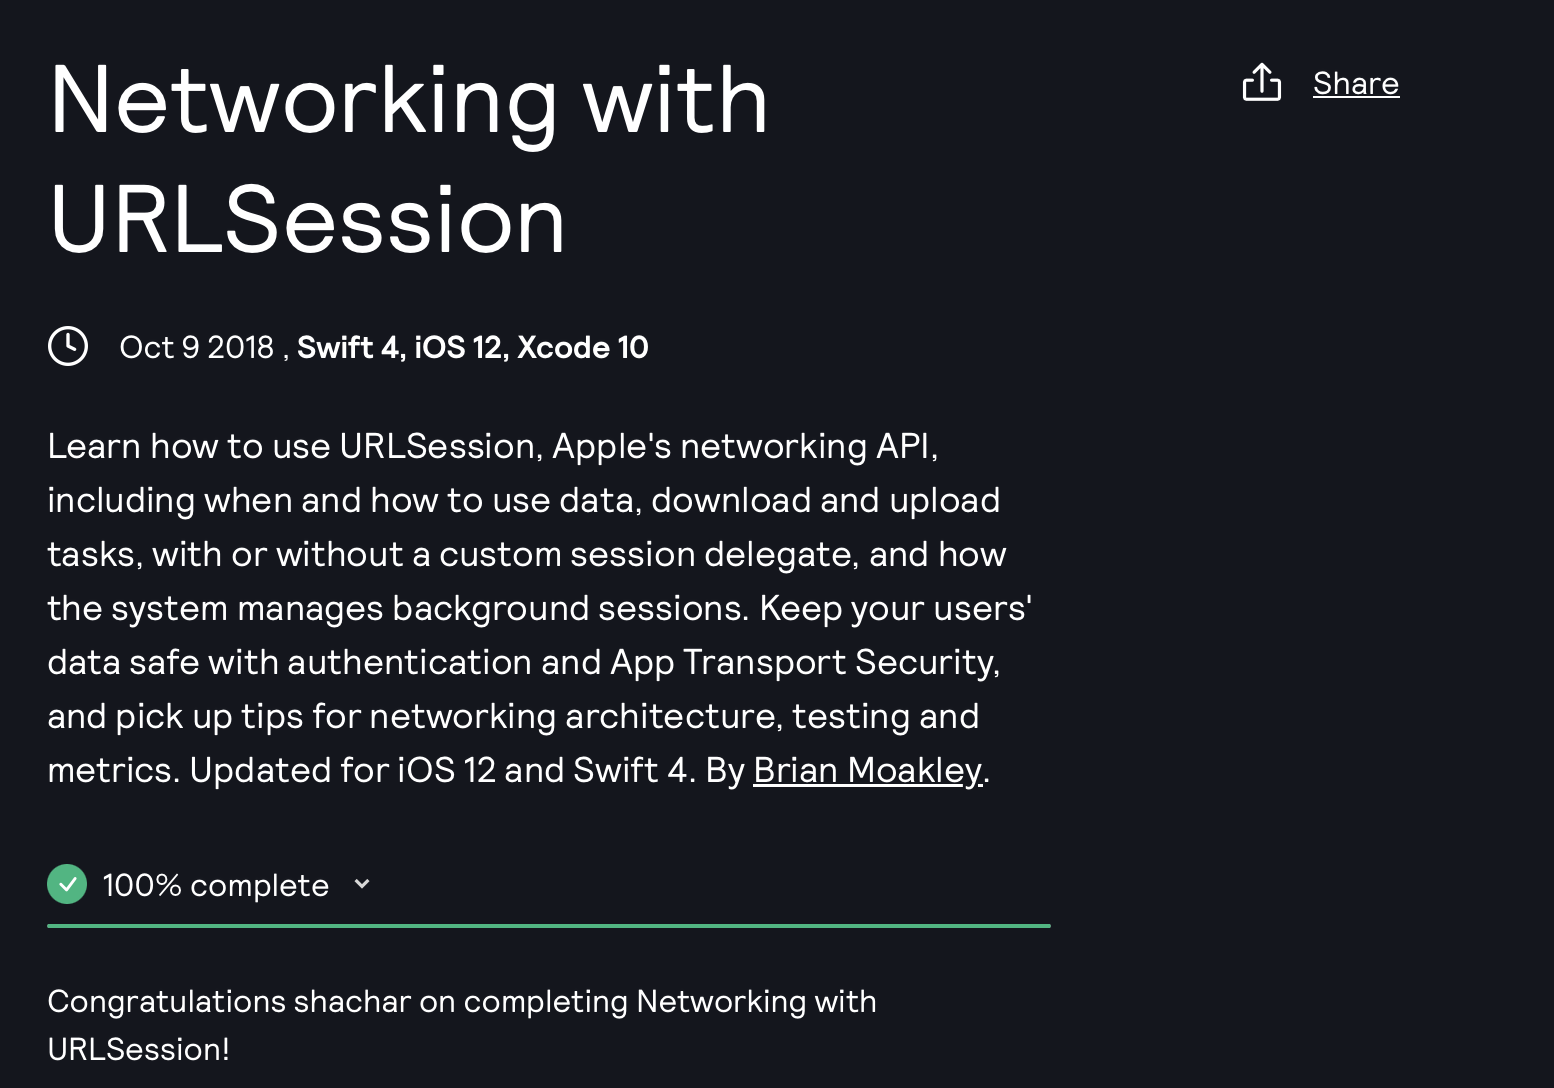 Networking with
URLSession
Share
Oct 9 2018 , Swift 4, iOS 12, Xcode 10
Learn how to use URLSession, Apple's networking API,
including when and how to use data, download and upload
tasks, with or without a custom session delegate, and how
the system manages background sessions. Keep your users'
data safe with authentication and App Transport Security,
and pick up tips for networking architecture, testing and
metrics. Updated for iOS 12 and Swift 4. By Brian Moakley.
100% complete
Congratulations shachar on completing Networking with
URLSession!